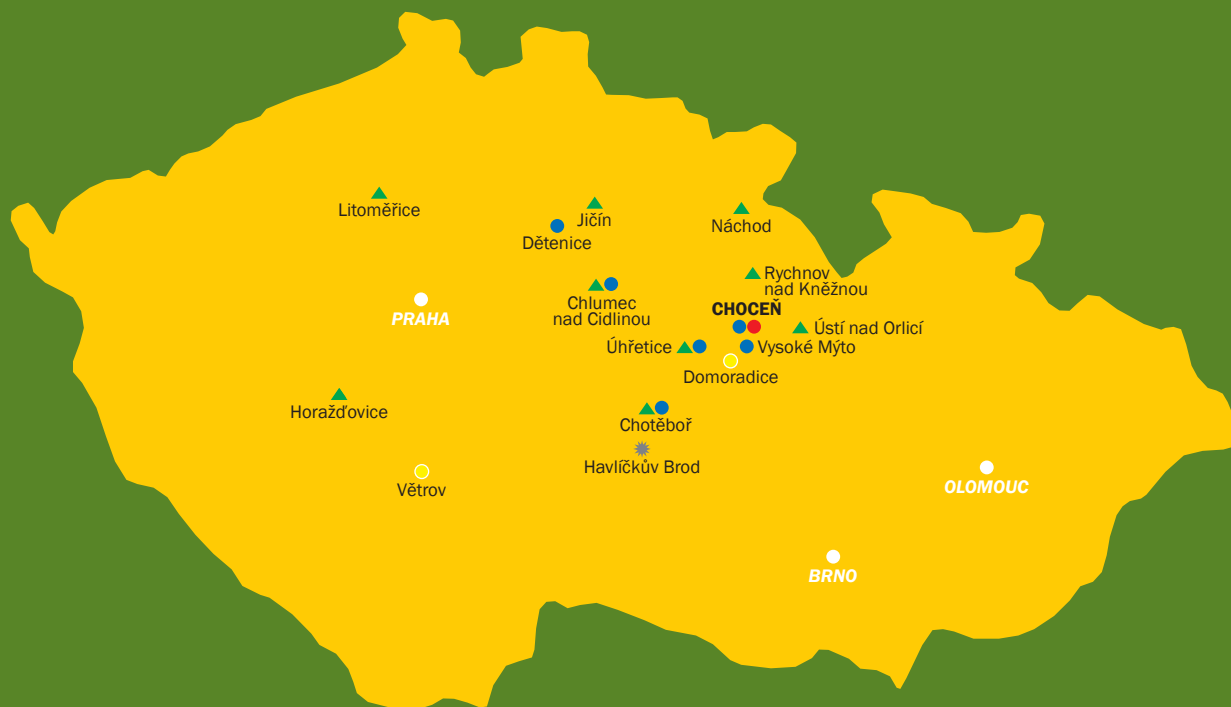 Litoměřice
Jičín
Náchod
Dětenice
Rychnov
nad Kněžnou
Chlumec
nad Cidlinou
CHOCEŇ
PRAHA
Ústí nad Orlicí
Úhřetice
Vysoké Mýto
Domoradice
Horažďovice
Chotěboř
Havlíčkův Brod
Větrov
OLOMOUC
BRNO